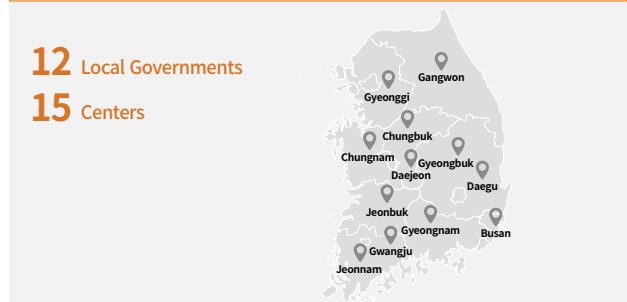 12 Local Governments
15 Centers
Gangwon
Gyeonggi
Chungbuk
Chungnam
Gyeongbuk
Daejeon
Daegu
Jeonbuk
Gyeongnam
Busan
Gwangju
Jeonnam